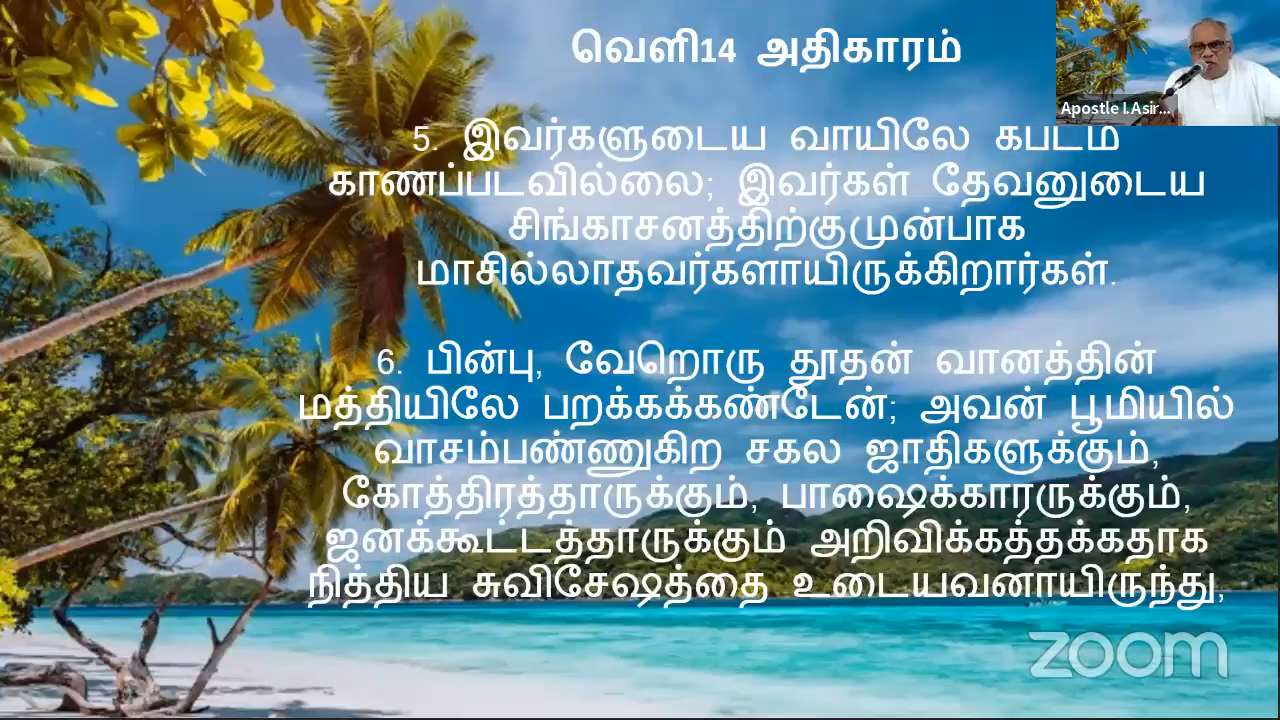 வெளி14 அதிகாரம்
Apostle I.Asir...
5. இவர்களுடைய வாயிலே கபடம்
காணப்படவில்லை; இவர்கள் தேவனுடைய
சிங்காசனத்திற்குமுன்பாக
மாசில்லாதவர்களாயிருக்கிறார்கள்.
6. பின்பு, வேறொரு தூதன் வானத்தின்
மத்தியிலே பறக்கக்கண்டேன்; அவன் பூமியில்
வாசம்பண்ணுகிற சகல ஜாதிகளுக்கும்,
கோத்திரத்தாருக்கும், பாஷைக்காரருக்கும்,
ஜனக்கூட்டத்தாருக்கும் அறிவிக்கத்தக்கதாக
நித்திய சுவிசேஷத்தை உடையவனாயிருந்து,
zoom